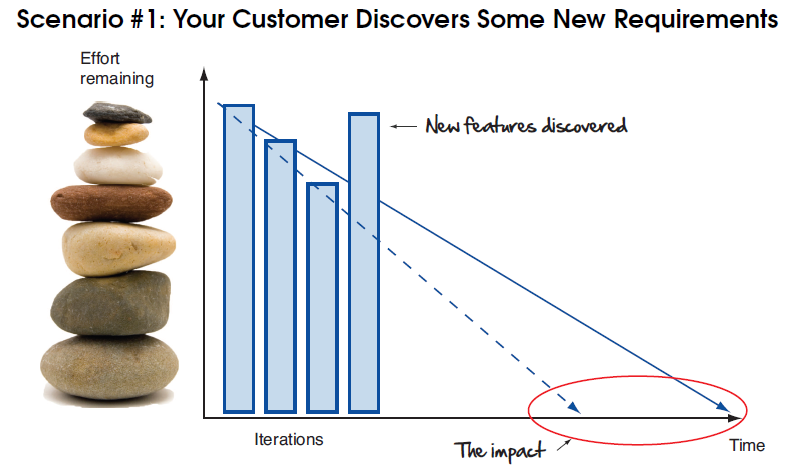 Scenario #1: Your Customer Discovers Some New Requirements
Effort
remaining
New features discovered
Iterations
The impact
Time